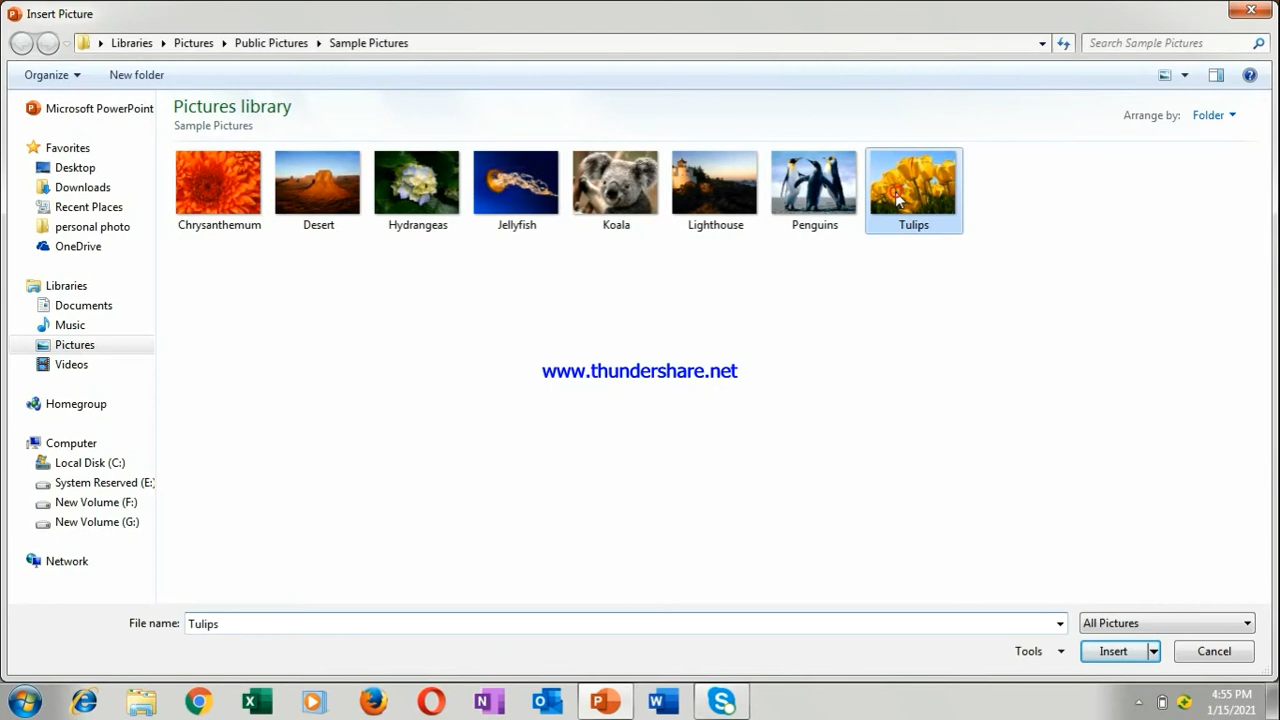 Insert Picture
Libraries Pictures Public Pictures Sample Pictures
Search Sample Pictures
Organize New folder
Microsoft PowerPoint
Favorites
Desktop
Downloads
Recent Places
personal photo
OneDrive
Libraries
Documents
Music
Pictures
Videos
Homegroup
Computer
Local Disk (C:)
System Reserved (E:
New Volume (F:)
New Volume (G:)
Network
Pictures library
Sample Pictures
Arrange by: Folder
Chrysanthemum Desert Hydrangeas Jellyfish Koala Lighthouse Penguins Tulips
www.thundershare.net
File name: Tulips All Pictures
Tools Insert Cancel
4:55 PM
1/15/2021